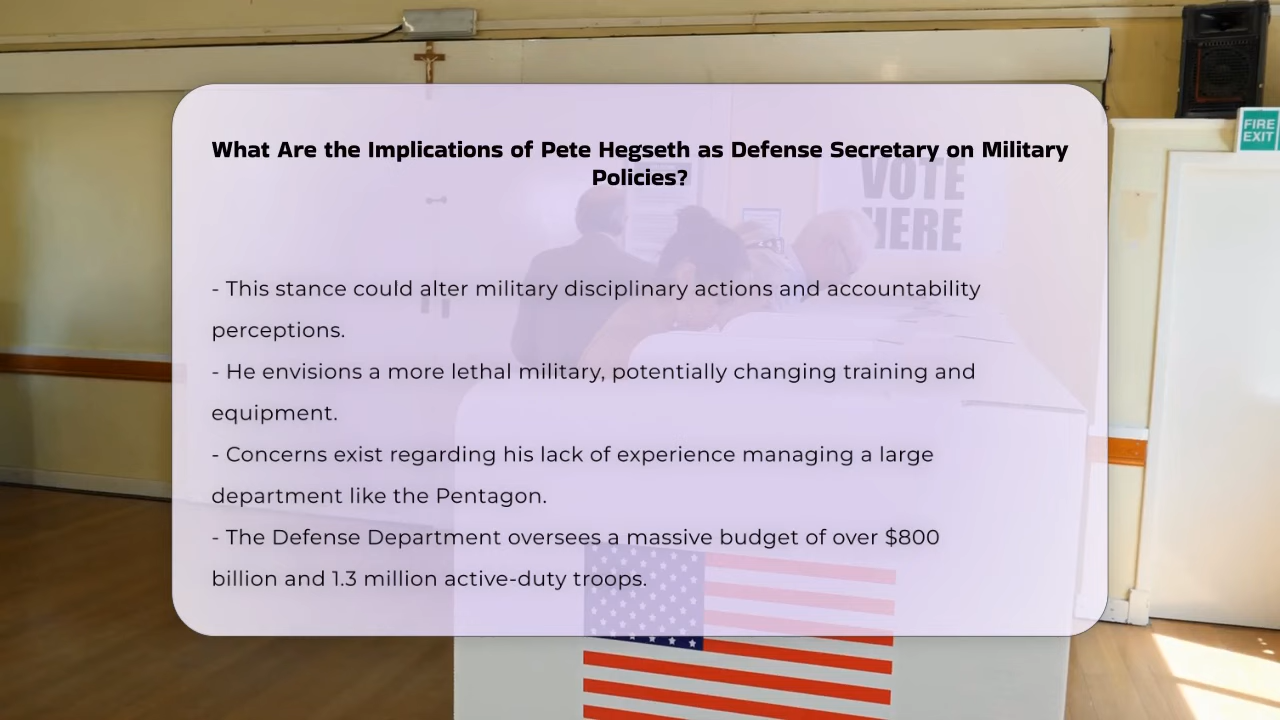 What Are the Implications of Pete Hegseth as Defense Secretary on Military
Policies?
VOTE
HERE
FIRE
EXIT
- This stance could alter military disciplinary actions and accountability
perceptions.
- He envisions a more lethal military, potentially changing training and
equipment.
- Concerns exist regarding his lack of experience managing a large
department like the Pentagon.
- The Defense Department oversees a massive budget of over $800
billion and 1.3 million active-duty troops.